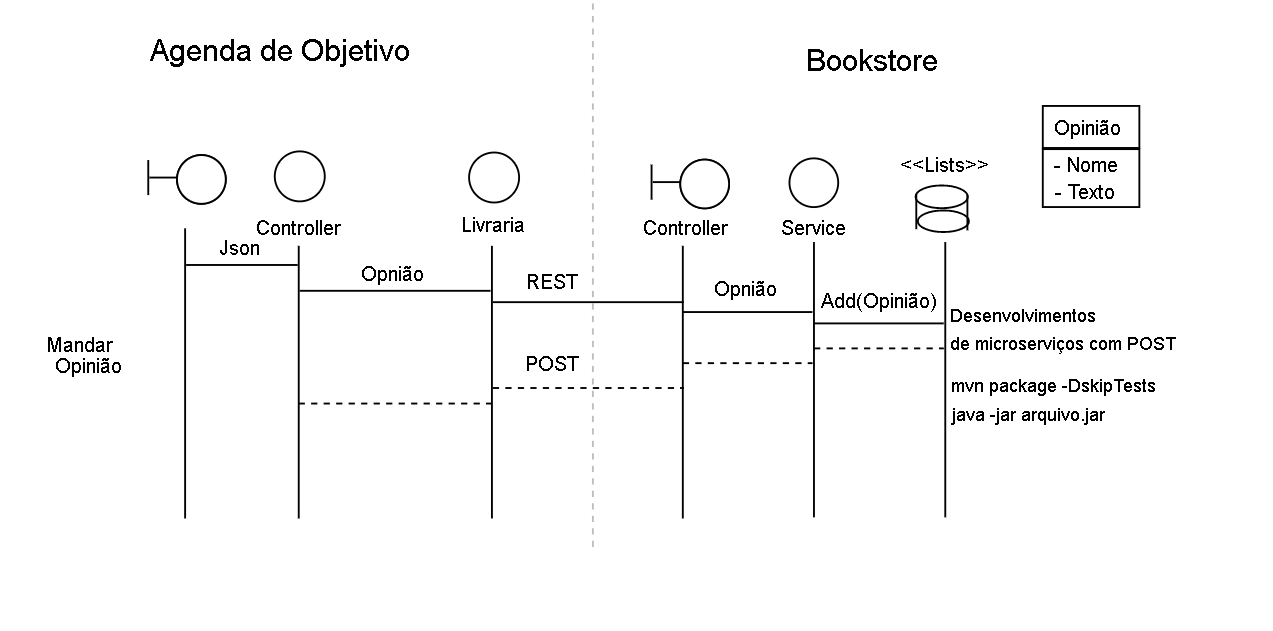 Agenda de Objetivo
Bookstore
Opinião
- Nome
- Texto
<<Lists>>
Controller
Livraria
Controller
Service
Json
Opnião
REST
Opnião
Add(Opinião)
Desenvolvimentos
de microserviços com POST
Mandar
Opinião
POST
mvn package -DskipTests
java -jar arquivo.jar